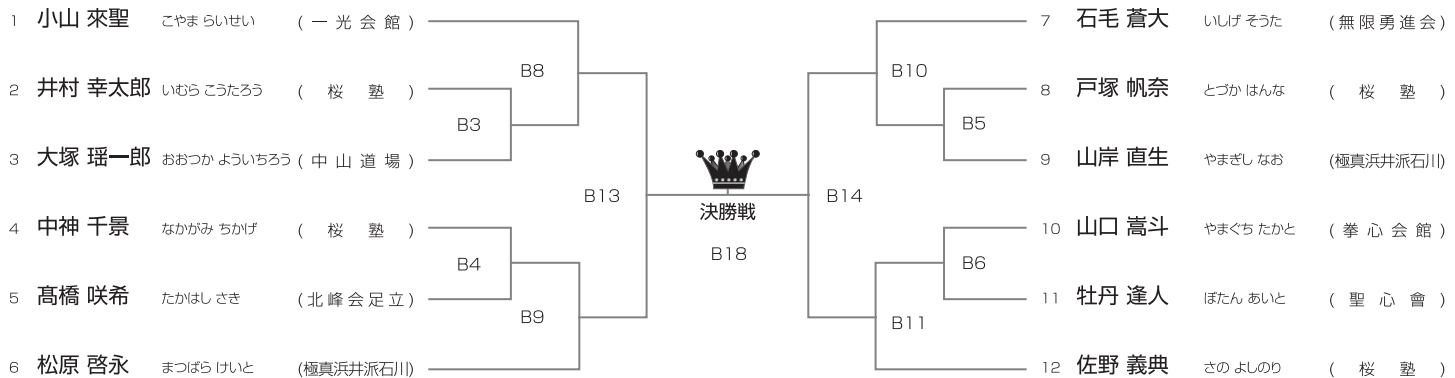 1 小山 來聖 こやま らいせい (一光会館)
2 井村 幸太郎 いむら こうたろう (桜塾)
3 大塚 瑶一郎 おおつか よういちろう (中山道場)
4 中神 千景 なかがみ ちかげ (桜塾)
5 髙橋 咲希 たかはし さき (北峰会足立)
6 松原 啓永 まつばら けいと (極真浜井派石川)
B8
B3
B13
B4
B9
決勝戦
B18
B10
B5
B14
B6
B11
7 石毛 蒼大 いしげ そうた (無限勇進会)
8 戸塚 帆奈 とづか はんな (桜塾)
9 山岸 直生 やまぎし なお (極真浜井派石川)
10 山口 嵩斗 やまぐち たかと (拳心会館)
11 牡丹 逢人 ぼたん あいと (聖心會)
12 佐野 義典 さの よしのり (桜塾)